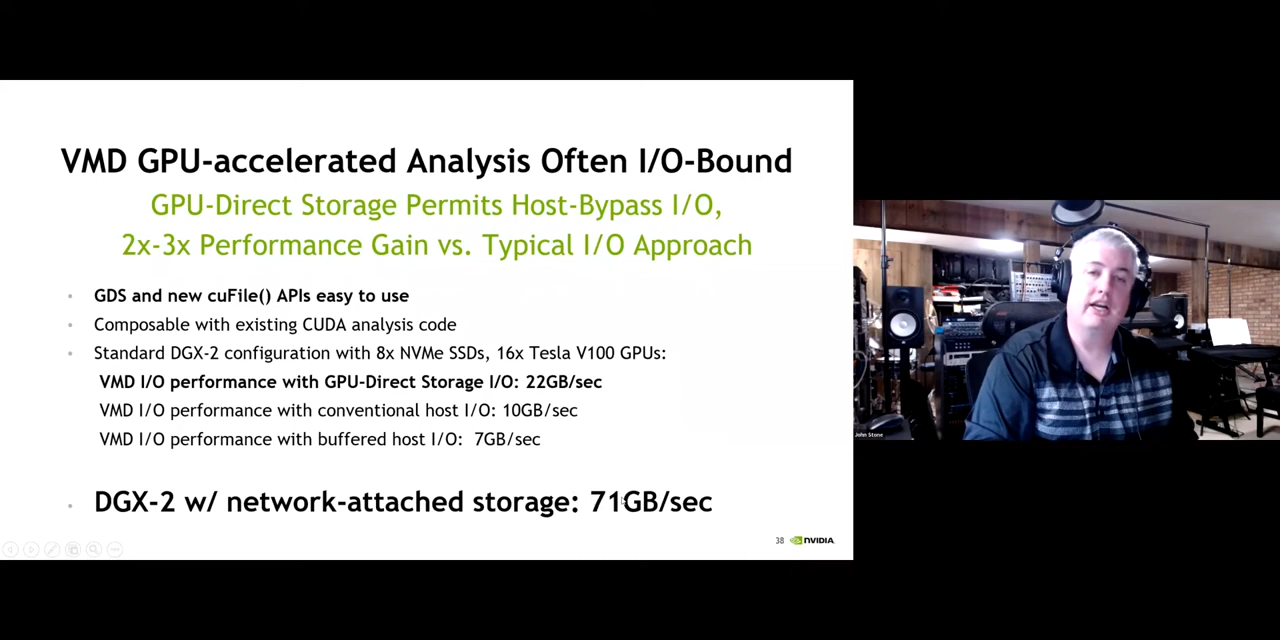 VMD GPU-accelerated Analysis Often I/O-Bound
GPU-Direct Storage Permits Host-Bypass I/O,
2x-3x Performance Gain vs. Typical I/O Approach
• GDS and new cuFile() APIs easy to use
• Composable with existing CUDA analysis code
• Standard DGX-2 configuration with 8x NVMe SSDs, 16x Tesla V100 GPUs:
VMD I/O performance with GPU-Direct Storage I/O: 22GB/sec
VMD I/O performance with conventional host I/O: 10GB/sec
VMD I/O performance with buffered host I/O: 7GB/sec
• DGX-2 w/ network-attached storage: 71GB/sec
38 NVIDIA.
John Stone